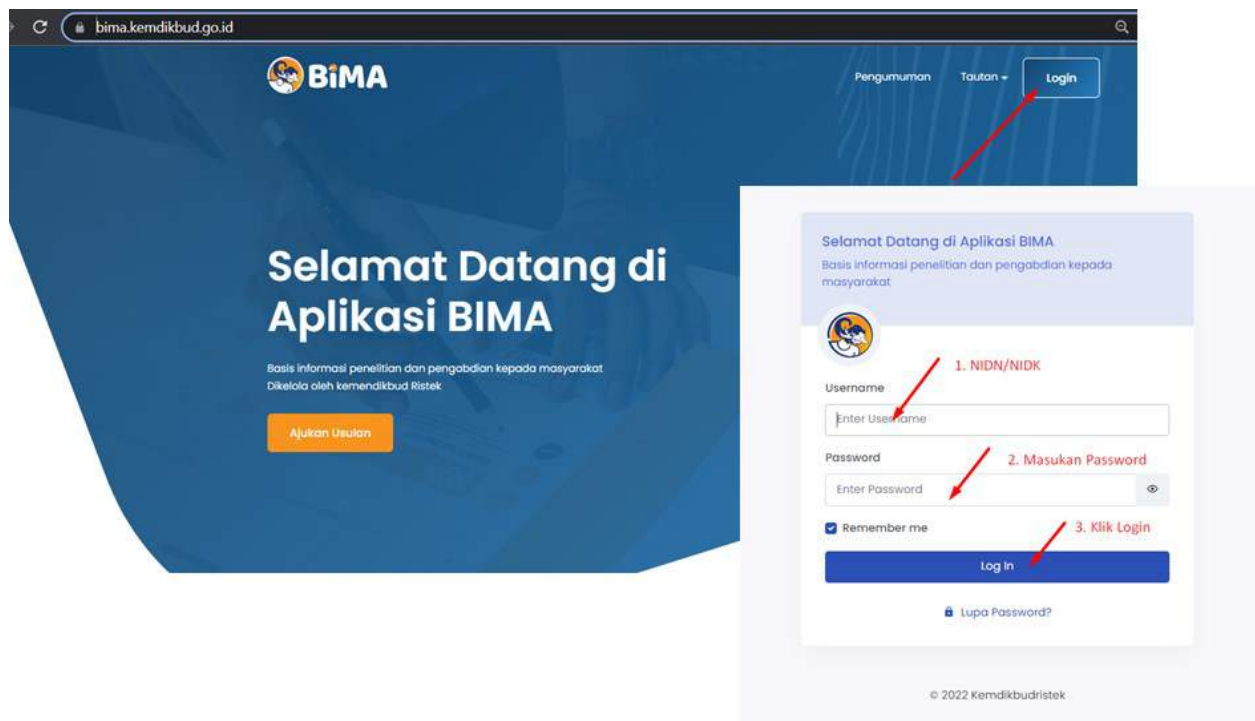 bima.kemdikbud.go.id
BiMA
Pengumuman
Tautan
Login
Selamat Datang di
Aplikasi BIMA
Basis informasi penelitian dan pengabdian kepada masyarakat
Dikelola oleh kemendikbud Ristek
Ajukan Usulan
Selamat Datang di Aplikasi BIMA
Basis informasi penelitian dan pengabdian kepada
masyarakat
1. NIDN/NIDK
Username
Enter Username
Password
2. Masukan Password
Enter Password
Remember me
3. Klik Login
Log In
Lupa Password?
© 2022 Kemdikbudristek